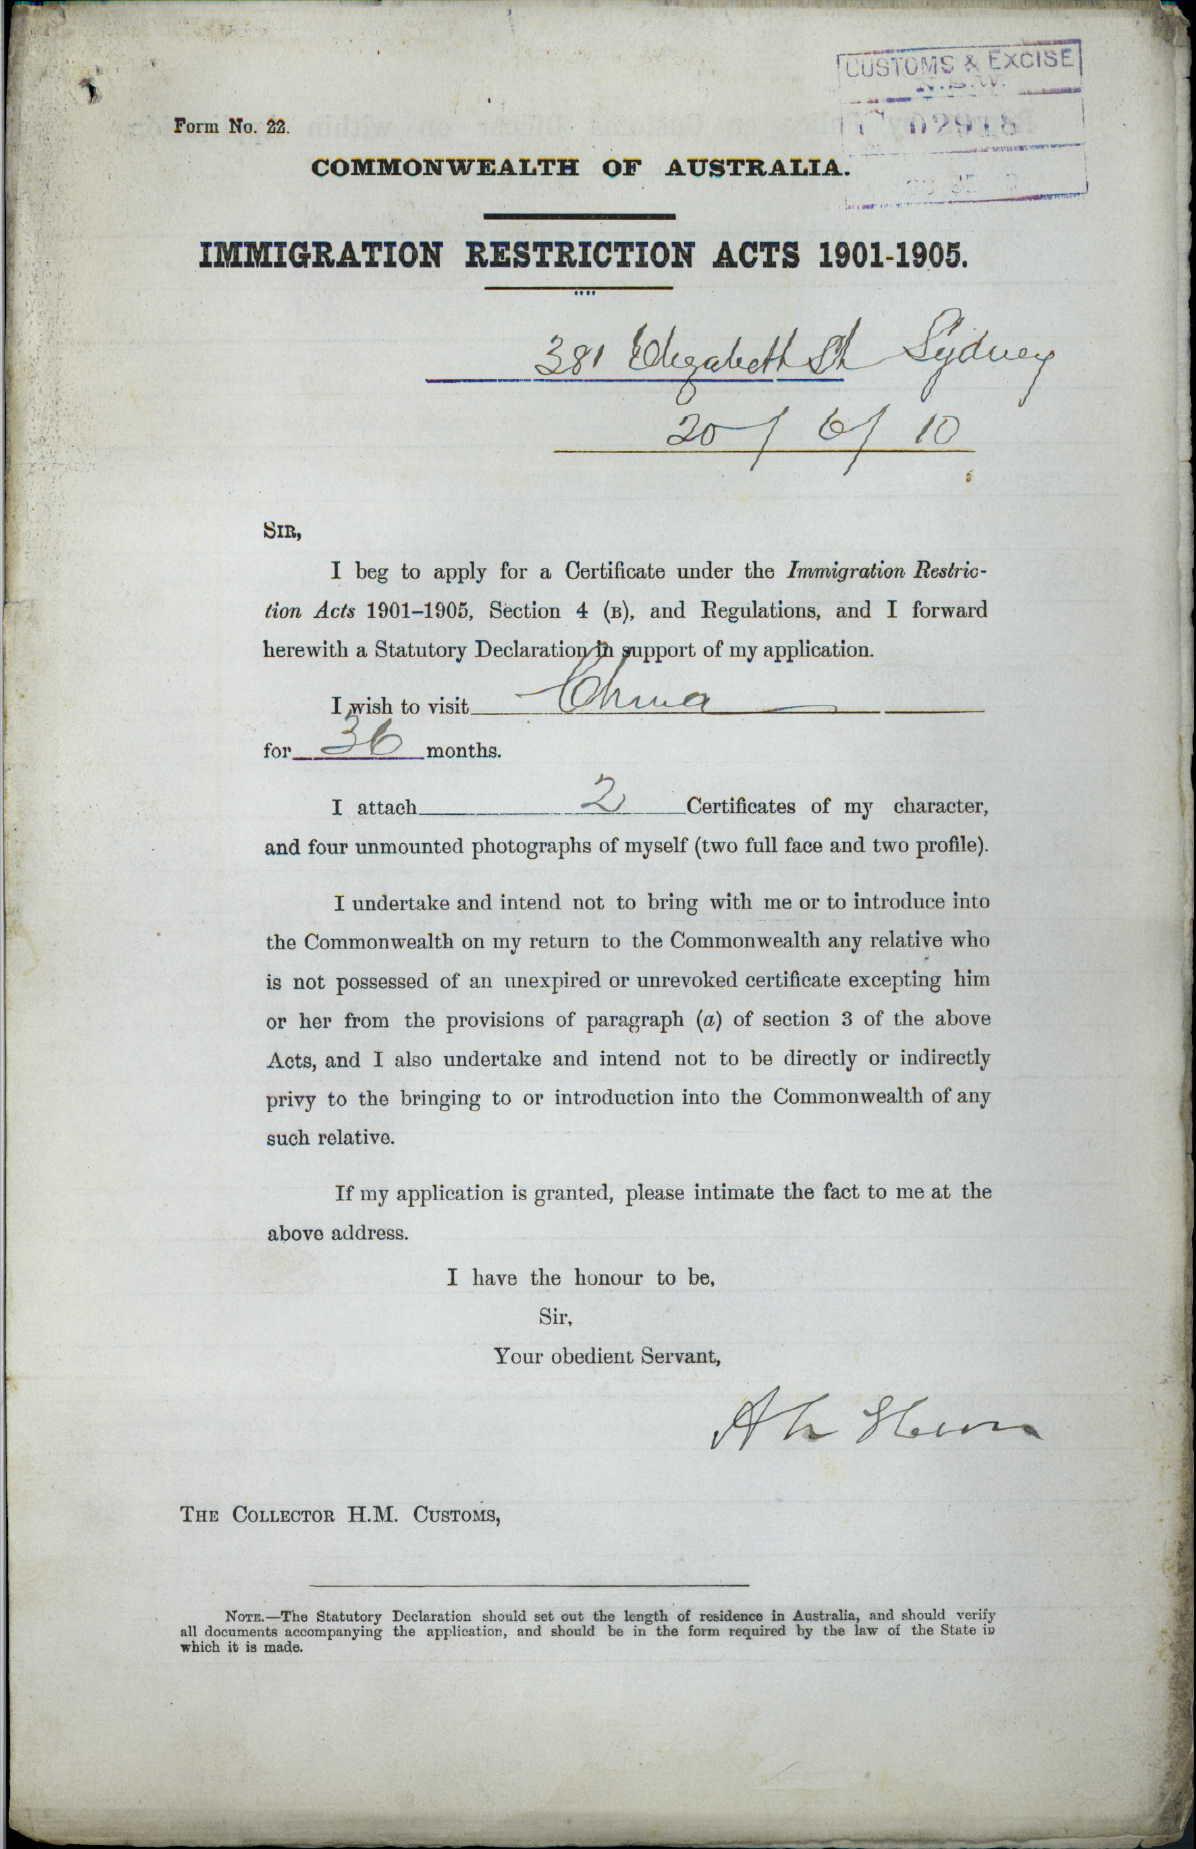 CUSTOMS & EXCISE
N.S.W.
Form No. 22.
COMMONWEALTH OF AUSTRALIA.
IMMIGRATION RESTRICTION ACTS 1901-1905.
381 Elizabeth St Sydney
20/6/10
SIR,
I beg to apply for a Certificate under the Immigration Restric-
tion Acts 1901–1905, Section 4 (B), and Regulations, and I forward
herewith a Statutory Declaration in support of my application.
I wish to visit China
for 36 months.
I attach 2 Certificates of my character,
and four unmounted photographs of myself (two full face and two profile).
I undertake and intend not to bring with me or to introduce into
the Commonwealth on my return to the Commonwealth any relative who
is not possessed of an unexpired or unrevoked certificate excepting him
or her from the provisions of paragraph (a) of section 3 of the above
Acts, and I also undertake and intend not to be directly or indirectly
privy to the bringing to or introduction into the Commonwealth of any
such relative.
If my application is granted, please intimate the fact to me at the
above address.
I have the honour to be,
Sir,
Your obedient Servant,
Ah
THE COLLECTOR H.M. CUSTOMS,
NOTE.—The Statutory Declaration should set out the length of residence in Australia, and should verify
all documents accompanying the application, and should be in the form required by the law of the State in
which it is made.